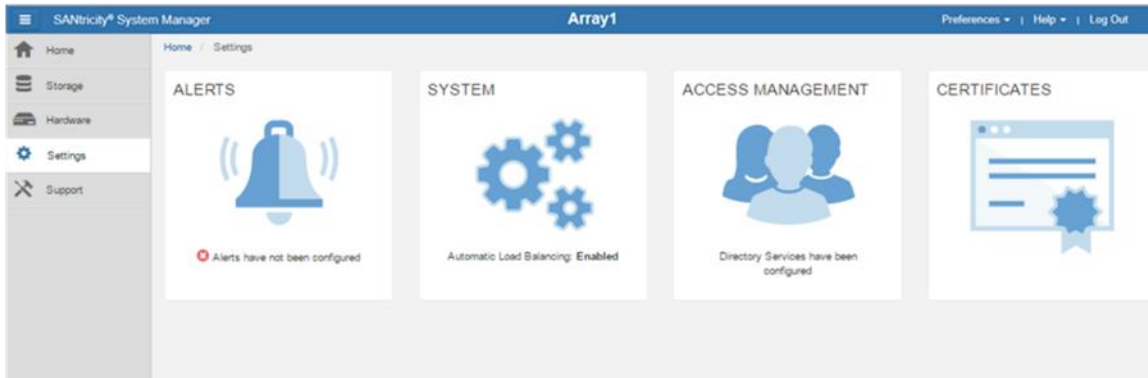 SANtricity® System Manager
Array1
Preferences | Help | Log Out
Home
Storage
Hardware
Settings
Support
Home / Settings
ALERTS
Alerts have not been configured
SYSTEM
Automatic Load Balancing: Enabled
ACCESS MANAGEMENT
Directory Services have been
configured
CERTIFICATES